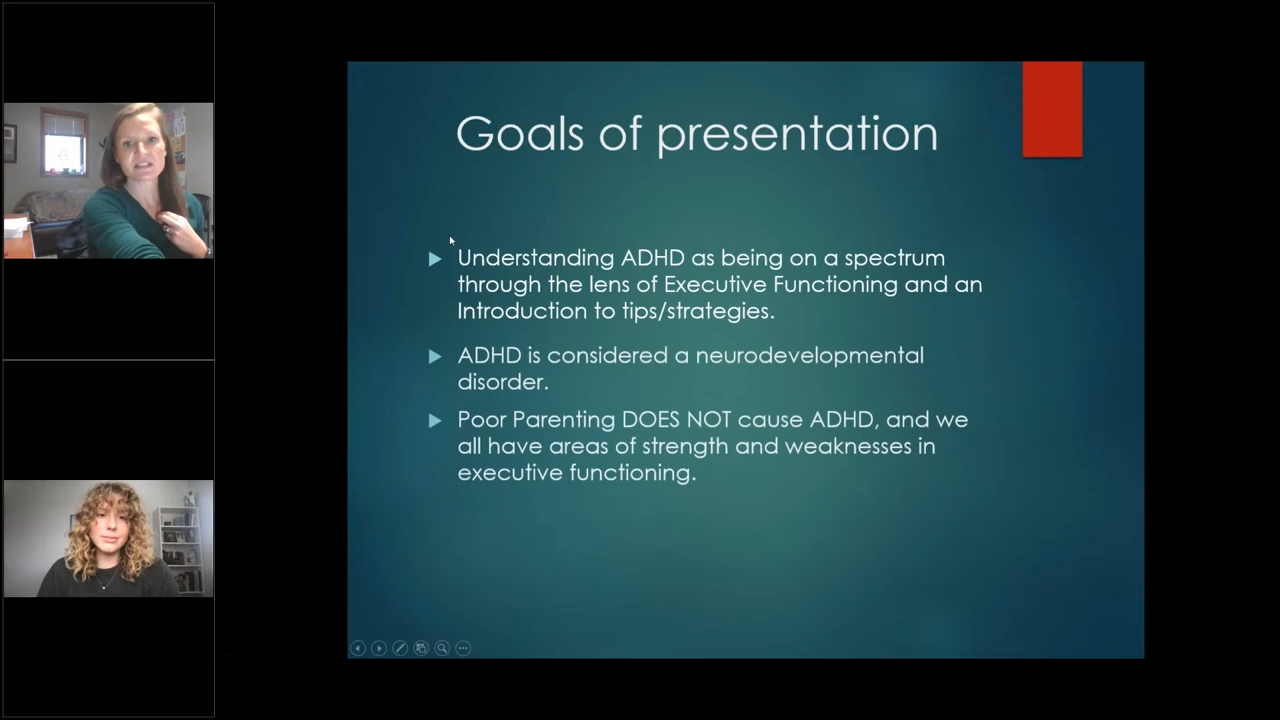 Goals of presentation
Understanding ADHD as being on a spectrum
through the lens of Executive Functioning and an
Introduction to tips/strategies.
ADHD is considered a neurodevelopmental
disorder.
Poor Parenting DOES NOT cause ADHD, and we
all have areas of strength and weaknesses in
executive functioning.